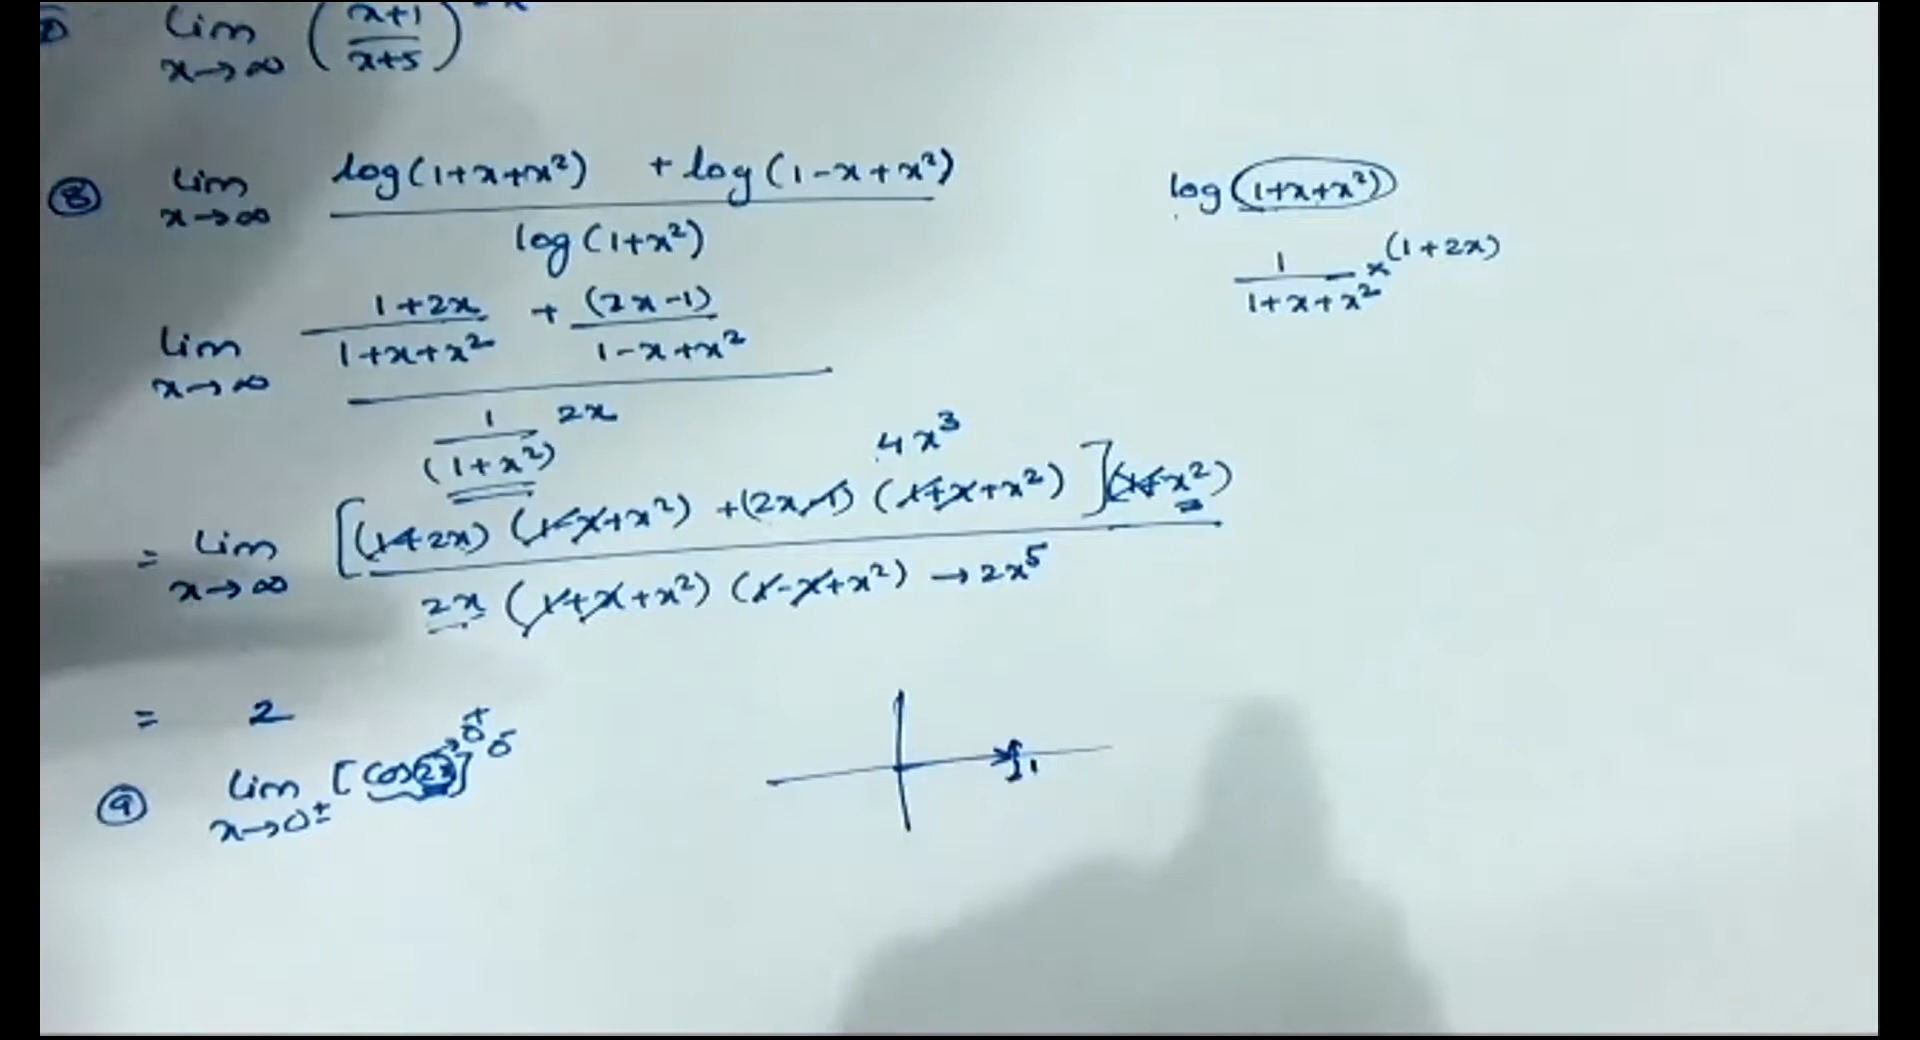 lim x→∞ (x+1/x+5)
⑧ lim x→∞ log(1+x+x²) + log(1-x+x²) / log(1+x²)
log(1+x+x²)
1/1+x+x² × (1+2x)
lim x→∞ 1+2x/1+x+x² + (2x-1)/1-x+x² / 1/(1+x²) 2x
4x³
= lim x→∞ [(1+2x) (1-x+x²) + (2x-1) (1+x+x²)] (1+x²) / 2x (1+x+x²) (1-x+x²) → 2x⁵
= 2
⑨ lim x→0± [cos(2x)] → 0⁺ 0⁻
1